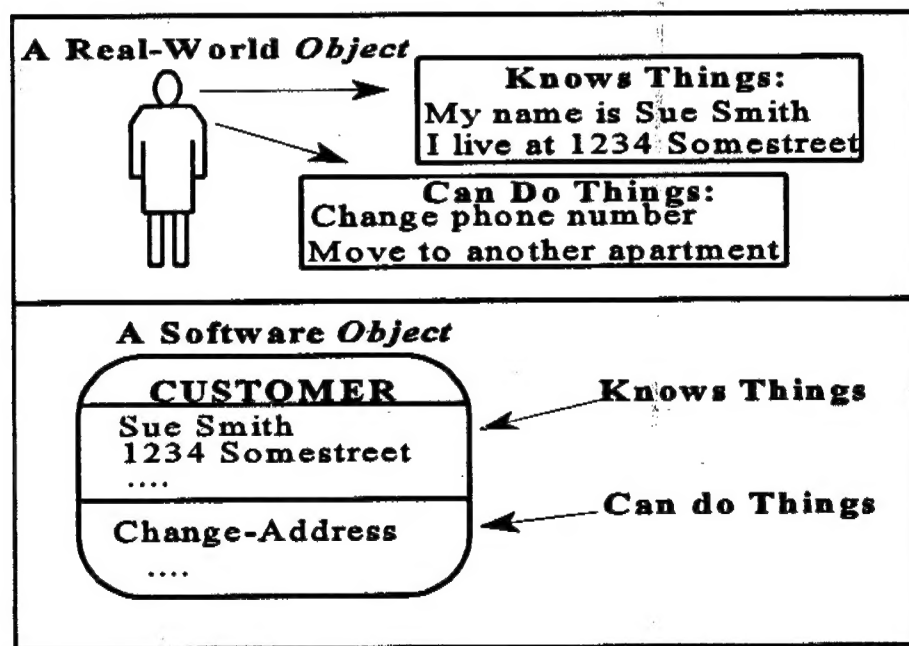 A Real-World Object
Knows Things:
My name is Sue Smith
I live at 1234 Somestreet
Can Do Things:
Change phone number
Move to another apartment
A Software Object
CUSTOMER
Sue Smith
1234 Somestreet
....
Change-Address
....
Knows Things
Can do Things